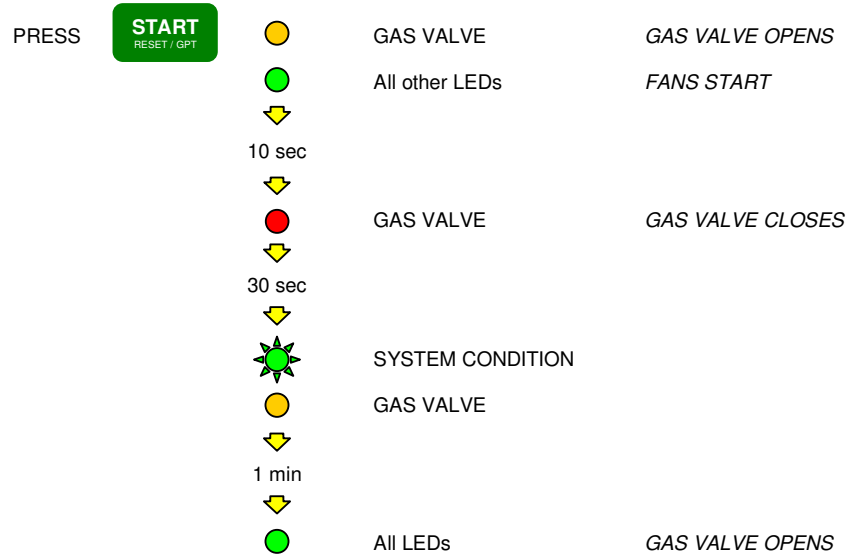 PRESS START GAS VALVE GAS VALVE OPENS
RESET / GPT
All other LEDs FANS START
10 sec
GAS VALVE GAS VALVE CLOSES
30 sec
SYSTEM CONDITION
GAS VALVE
1 min
All LEDs GAS VALVE OPENS